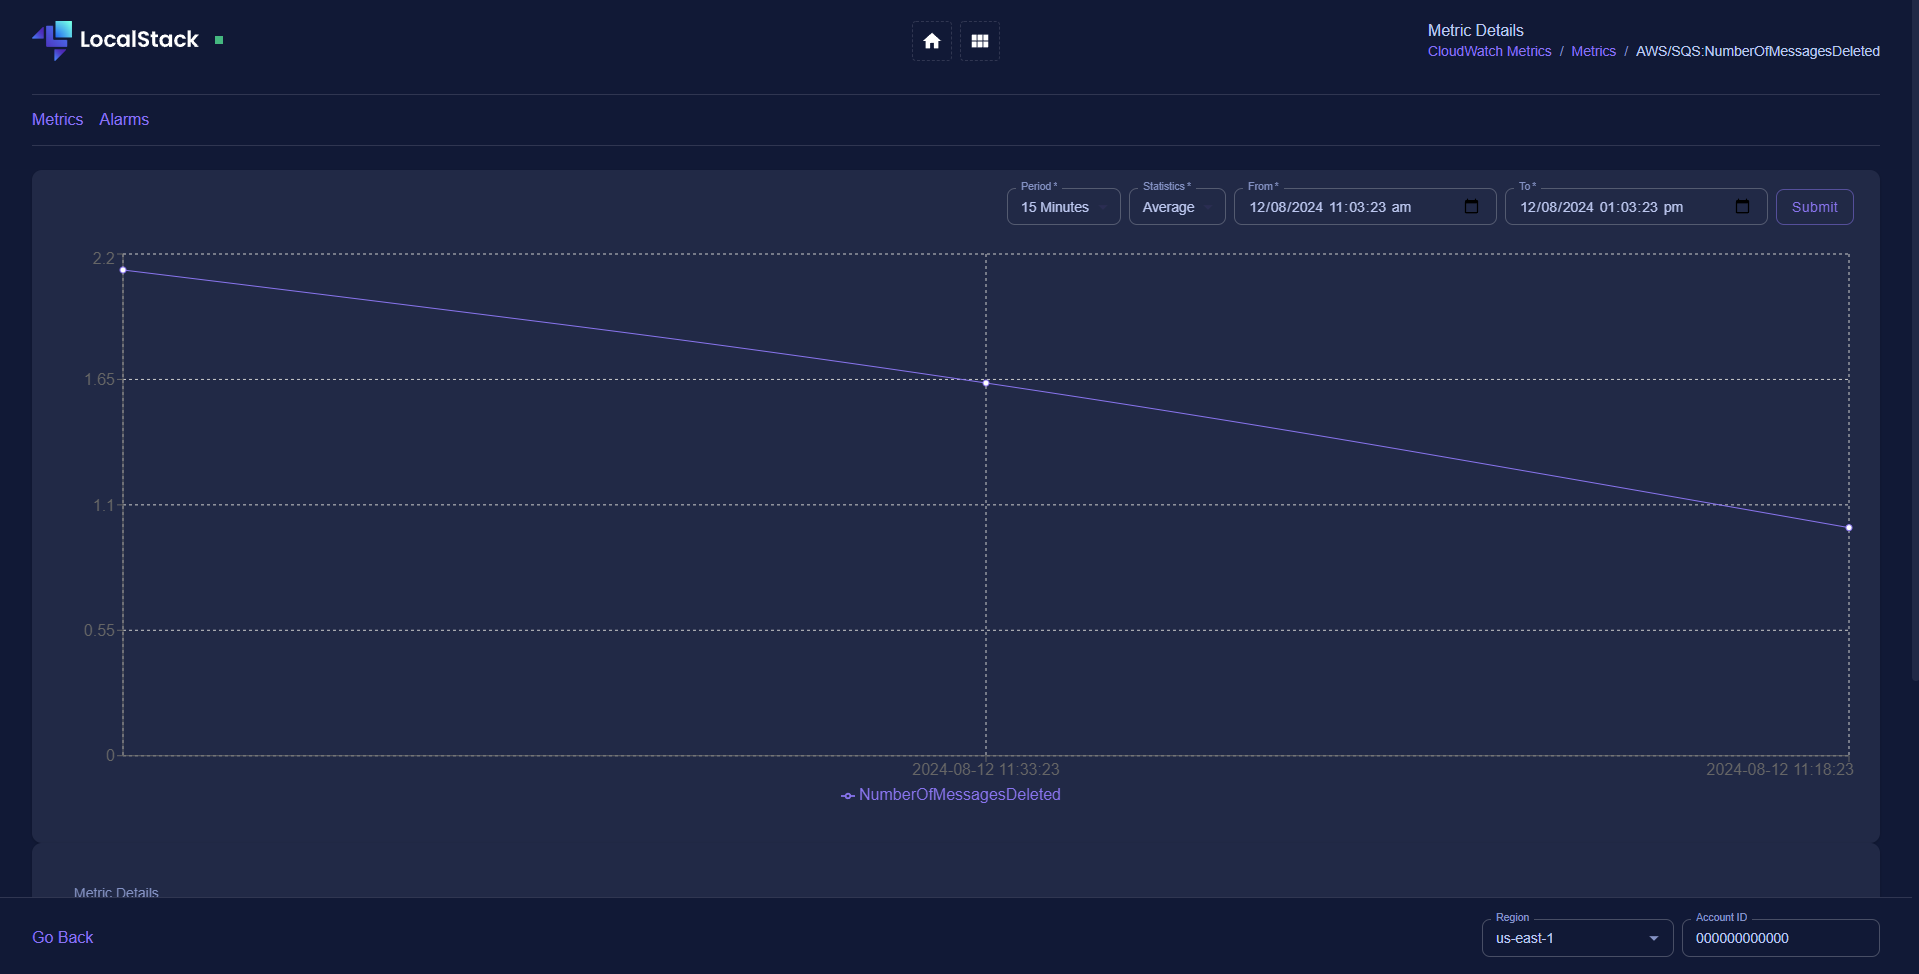 LocalStack
Metric Details
CloudWatch Metrics / Metrics / AWS/SQS:NumberOfMessagesDeleted
Metrics Alarms
Period * Statistics * From * To *
15 Minutes Average 12/08/2024 11:03:23 am 12/08/2024 01:03:23 pm Submit
2.2
1.65
1.1
0.55
0
2024-08-12 11:33:23 2024-08-12 11:18:23
NumberOfMessagesDeleted
Metric Details
Go Back
Region Account ID
us-east-1 000000000000